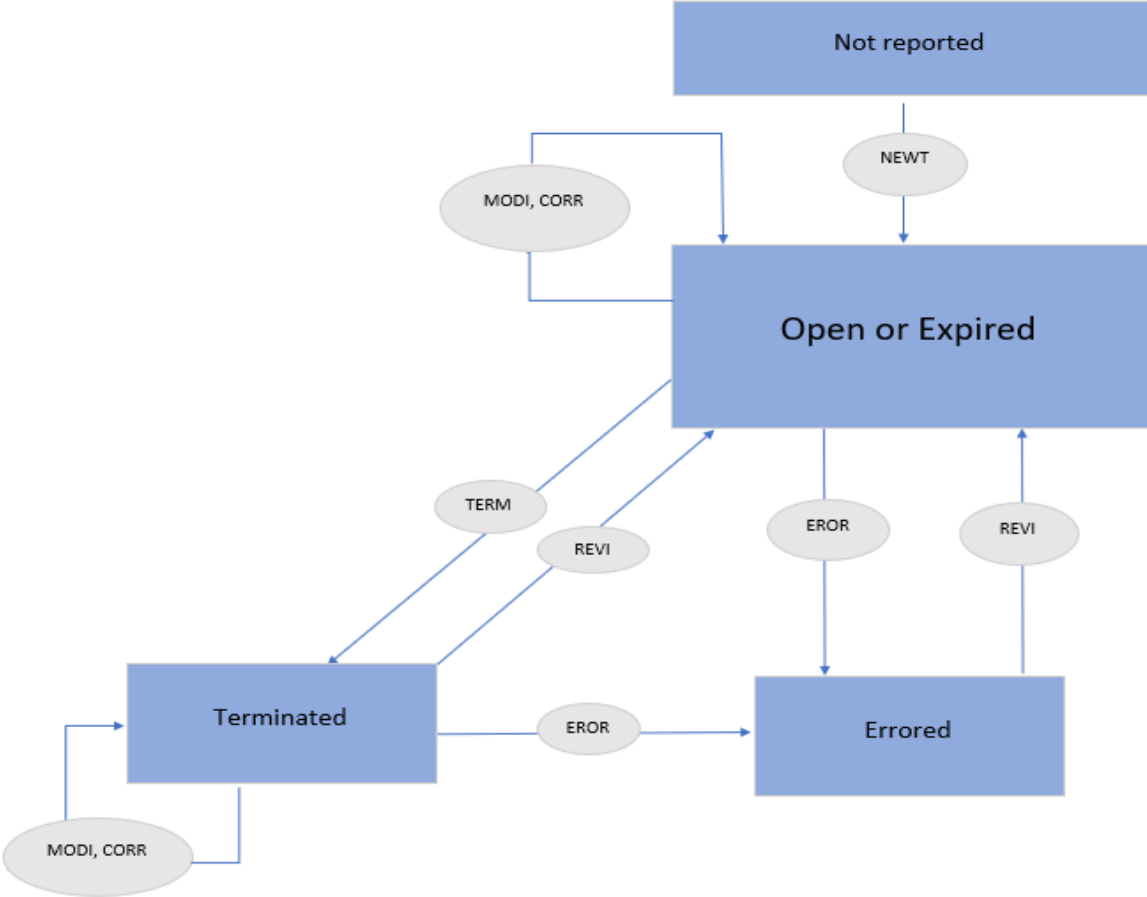 Not reported
NEWT
MODI, CORR
Open or Expired
TERM
REVI
EROR
REVI
Terminated
EROR
Errored
MODI, CORR